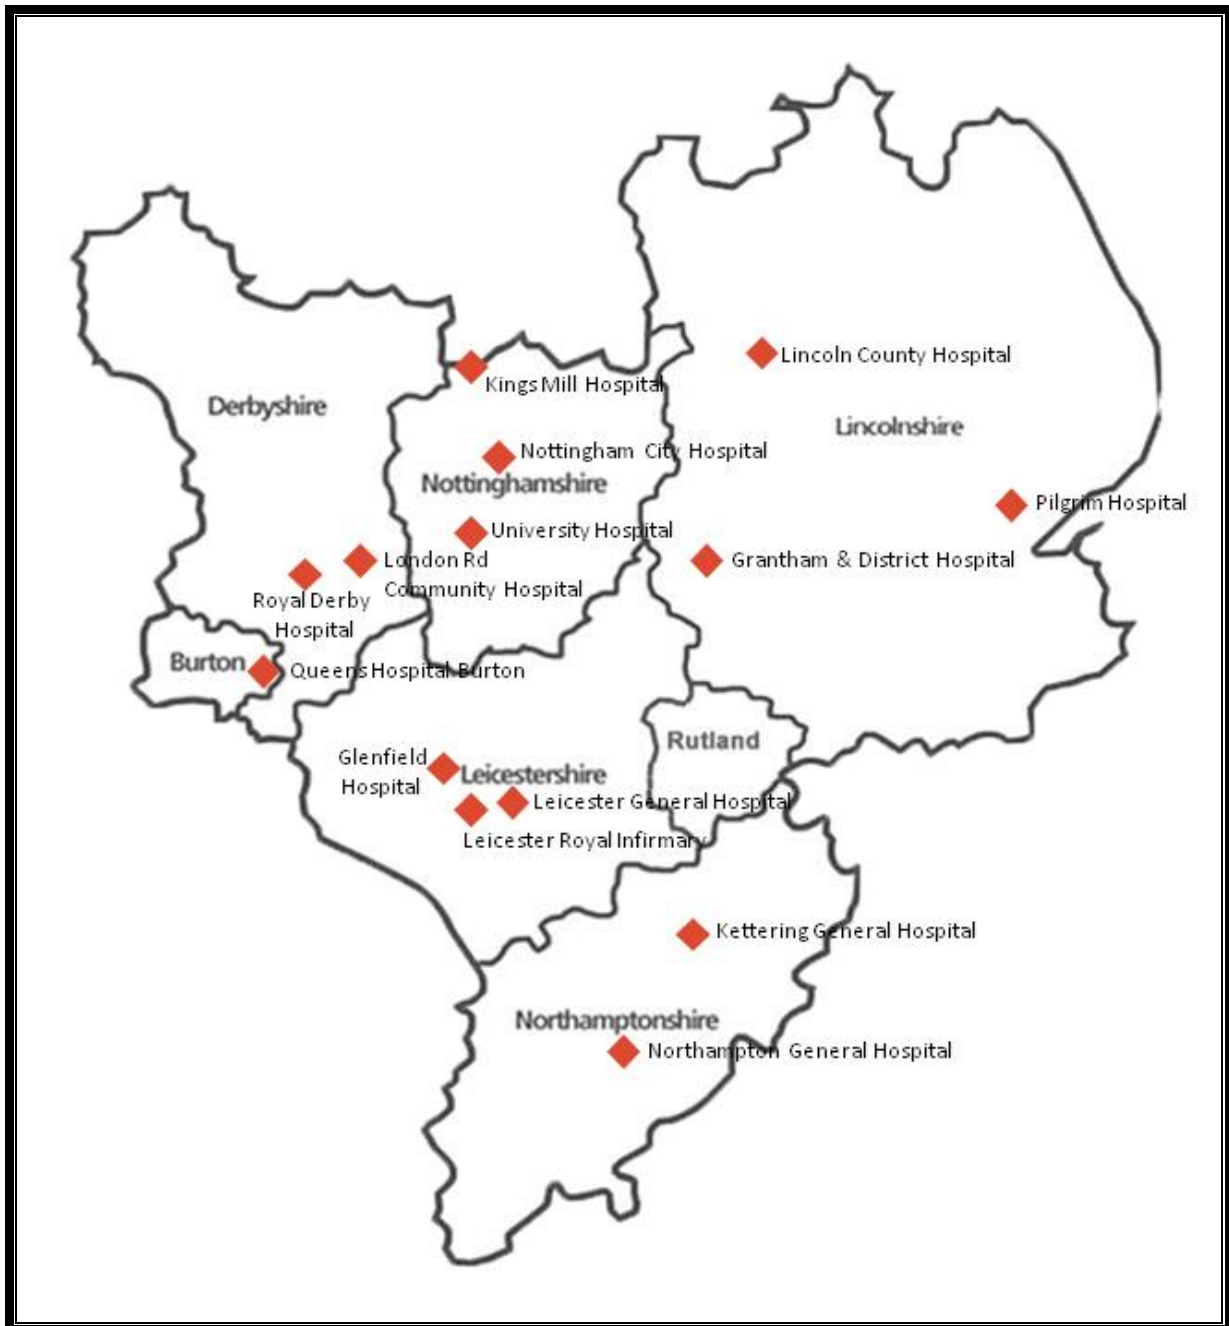 Lincoln County Hospital
Kings Mill Hospital
Derbyshire
Lincolnshire
Nottingham City Hospital
Nottinghamshire
Pilgrim Hospital
University Hospital
London Rd
Community Hospital
Grantham & District Hospital
Royal Derby
Hospital
Burton
Queens Hospital Burton
Rutland
Glenfield
Hospital
Leicestershire
Leicester General Hospital
Leicester Royal Infirmary
Kettering General Hospital
Northamptonshire
Northampton General Hospital